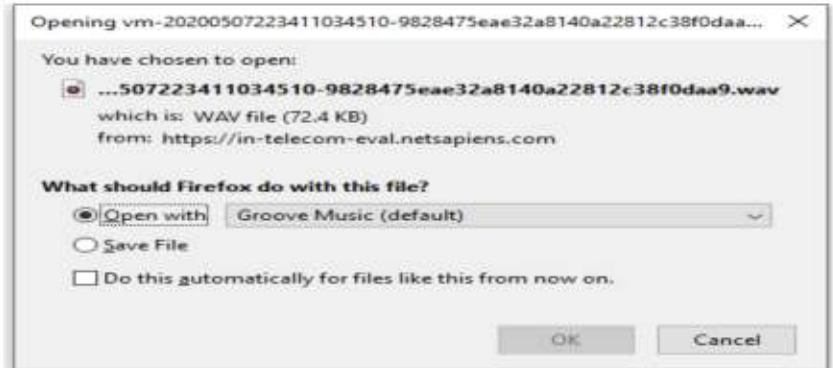 Opening vm-20200507223411034510-9828475eae32a8140a22812c38f0daa...
You have chosen to open:
...507223411034510-9828475eae32a8140a22812c38f0daa9.wav
which is: WAV file (72.4 KB)
from: https://in-telecom-eval.netsapiens.com
What should Firefox do with this file?
Open with Groove Music (default)
Save File
Do this automatically for files like this from now on.
OK Cancel